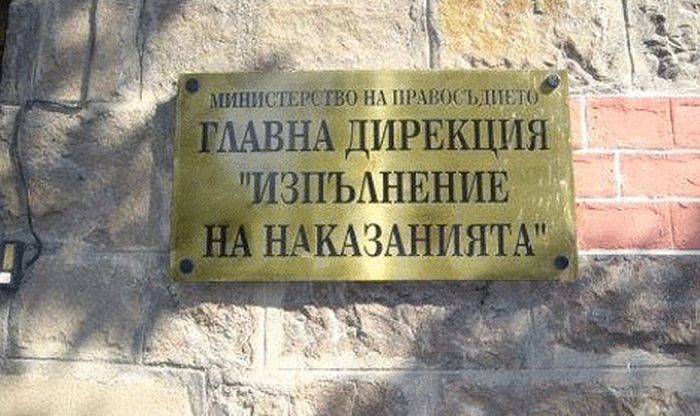 МИНИСТЕРСТВО НА ПРАВОСЪДИЕТО
ГЛАВНА ДИРЕКЦИЯ
"ИЗПЪЛНЕНИЕ
НА НАКАЗАНИЯТА"